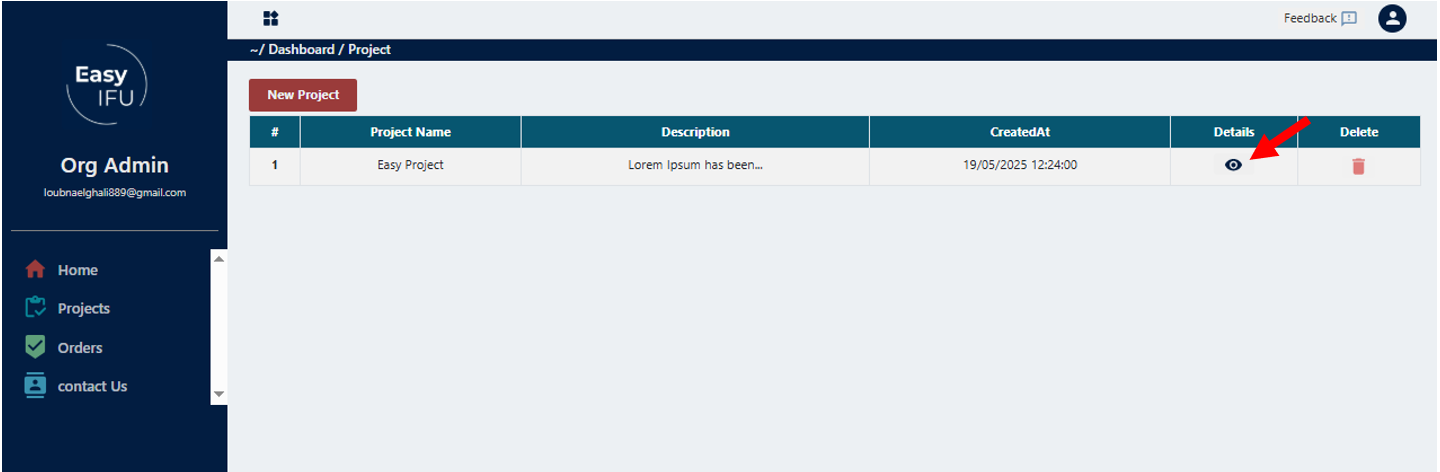 Feedback
~/ Dashboard / Project
Easy
IFU
Org Admin
loubnaelghali889@gmail.com
Home
Projects
Orders
contact Us
New Project
# Project Name Description CreatedAt Details Delete
1 Easy Project Lorem Ipsum has been... 19/05/2025 12:24:00